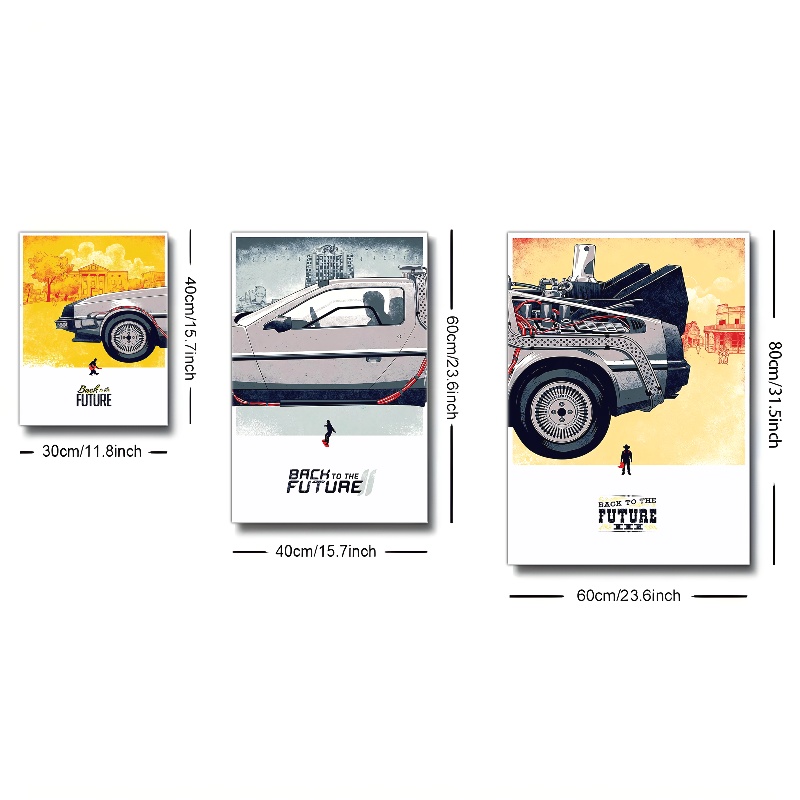 Back to the
FUTURE
40cm/15.7inch
30cm/11.8inch
BACK TO THE
FUTURE II
60cm/23.6inch
40cm/15.7inch
BACK TO THE
FUTURE
III
80cm/31.5inch
60cm/23.6inch